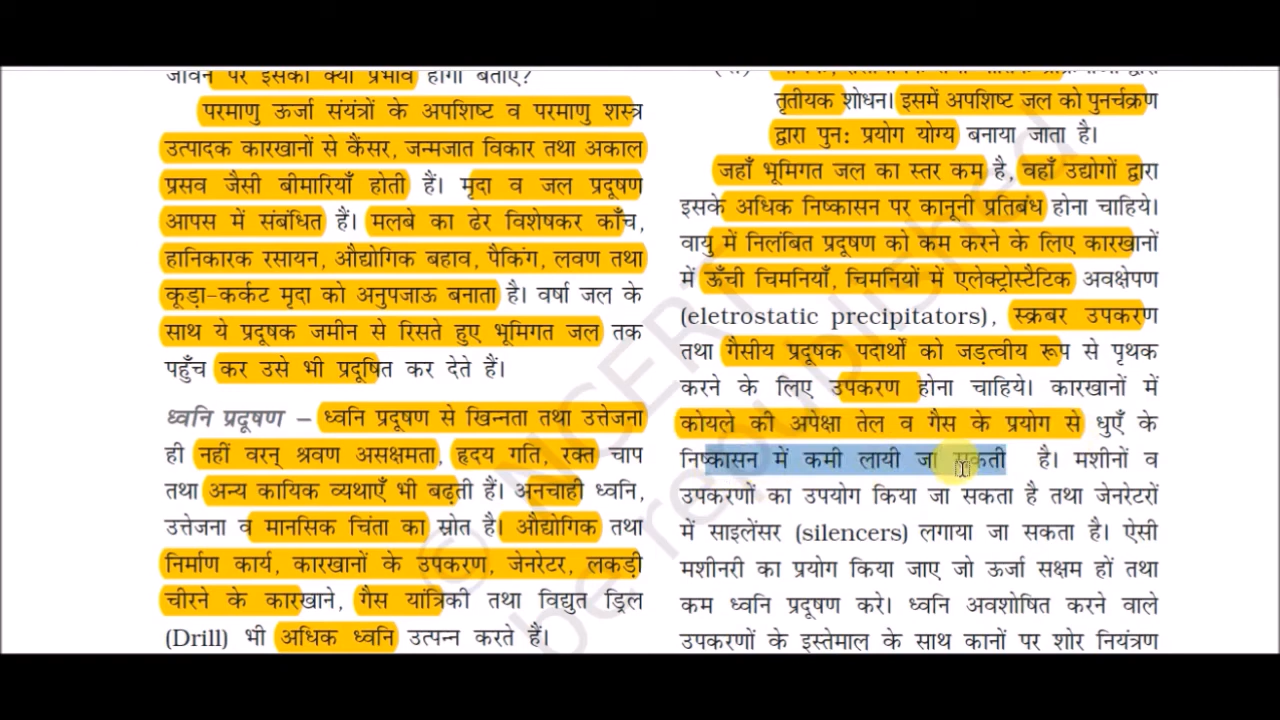 जीवन पर इसका क्या प्रभाव होगा बताएँ?
परमाणु ऊर्जा संयंत्रों के अपशिष्ट व परमाणु शस्त्र
उत्पादक कारखानों से कैंसर, जन्मजात विकार तथा अकाल
प्रसव जैसी बीमारियाँ होती हैं। मृदा व जल प्रदूषण
आपस में संबंधित हैं। मलबे का ढेर विशेषकर काँच,
हानिकारक रसायन, औद्योगिक बहाव, पैकिंग, लवण तथा
कूड़ा-कर्कट मृदा को अनुपजाऊ बनाता है। वर्षा जल के
साथ ये प्रदूषक जमीन से रिसते हुए भूमिगत जल तक
पहुँच कर उसे भी प्रदूषित कर देते हैं।
ध्वनि प्रदूषण – ध्वनि प्रदूषण से खिन्नता तथा उत्तेजना
ही नहीं वरन् श्रवण असक्षमता, हृदय गति, रक्त चाप
तथा अन्य कायिक व्यथाएँ भी बढ़ती हैं। अनचाही ध्वनि,
उत्तेजना व मानसिक चिंता का स्रोत है। औद्योगिक तथा
निर्माण कार्य, कारखानों के उपकरण, जेनरेटर, लकड़ी
चीरने के कारखाने, गैस यांत्रिकी तथा विद्युत ड्रिल
(Drill) भी अधिक ध्वनि उत्पन्न करते हैं।
द्वारा
तृतीयक शोधन। इसमें अपशिष्ट जल को पुनर्चक्रण
द्वारा पुन: प्रयोग योग्य बनाया जाता है।
जहाँ भूमिगत जल का स्तर कम है, वहाँ उद्योगों द्वारा
इसके अधिक निष्कासन पर कानूनी प्रतिबंध होना चाहिये।
वायु में निलंबित प्रदूषण को कम करने के लिए कारखानों
में ऊँची चिमनियाँ, चिमनियों में एलेक्ट्रोस्टैटिक अवक्षेपण
(eletrostatic precipitators), स्क्रबर उपकरण
तथा गैसीय प्रदूषक पदार्थों को जड़त्वीय रूप से पृथक
करने के लिए उपकरण होना चाहिये। कारखानों में
कोयले की अपेक्षा तेल व गैस के प्रयोग से धुएँ के
निष्कासन में कमी लायी जा सकती है। मशीनों व
उपकरणों का उपयोग किया जा सकता है तथा जेनरेटरों
में साइलेंसर (silencers) लगाया जा सकता है। ऐसी
मशीनरी का प्रयोग किया जाए जो ऊर्जा सक्षम हों तथा
कम ध्वनि प्रदूषण करे। ध्वनि अवशोषित करने वाले
उपकरणों के इस्तेमाल के साथ कानों पर शोर नियंत्रण
© NCERT
be republished